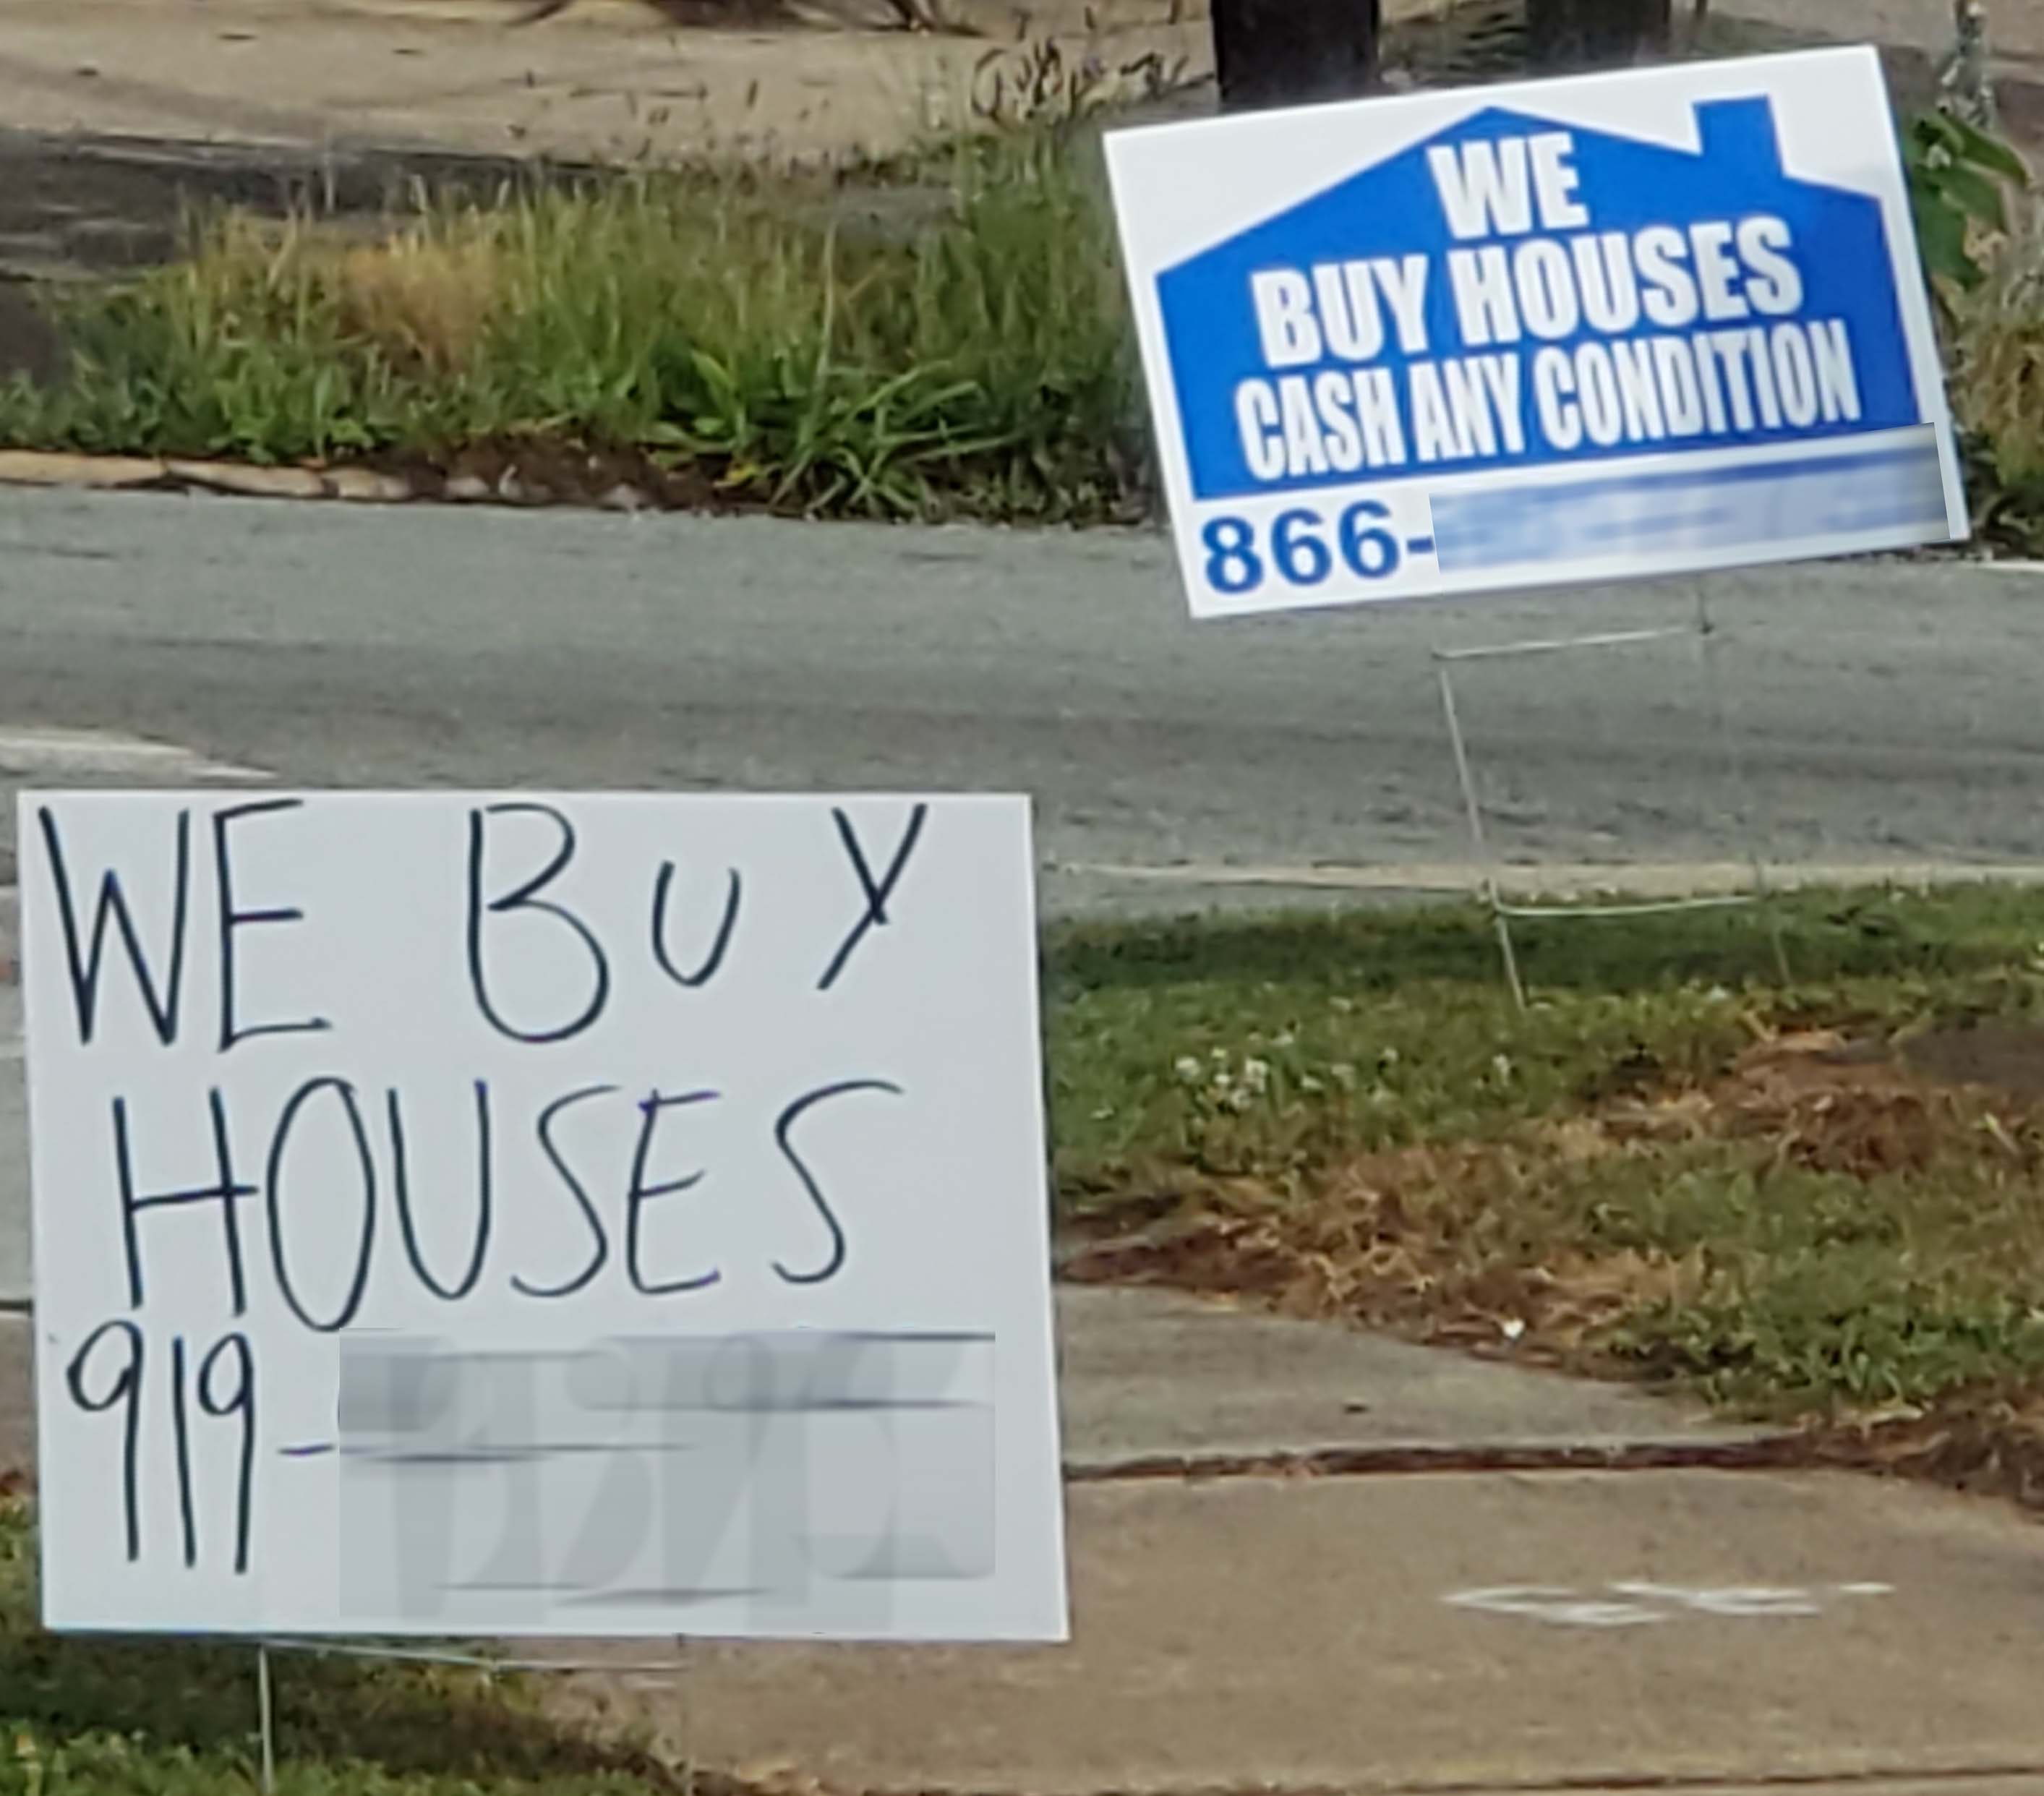 WE
BUY HOUSES
CASH ANY CONDITION
866-
WE BUY
HOUSES
919-